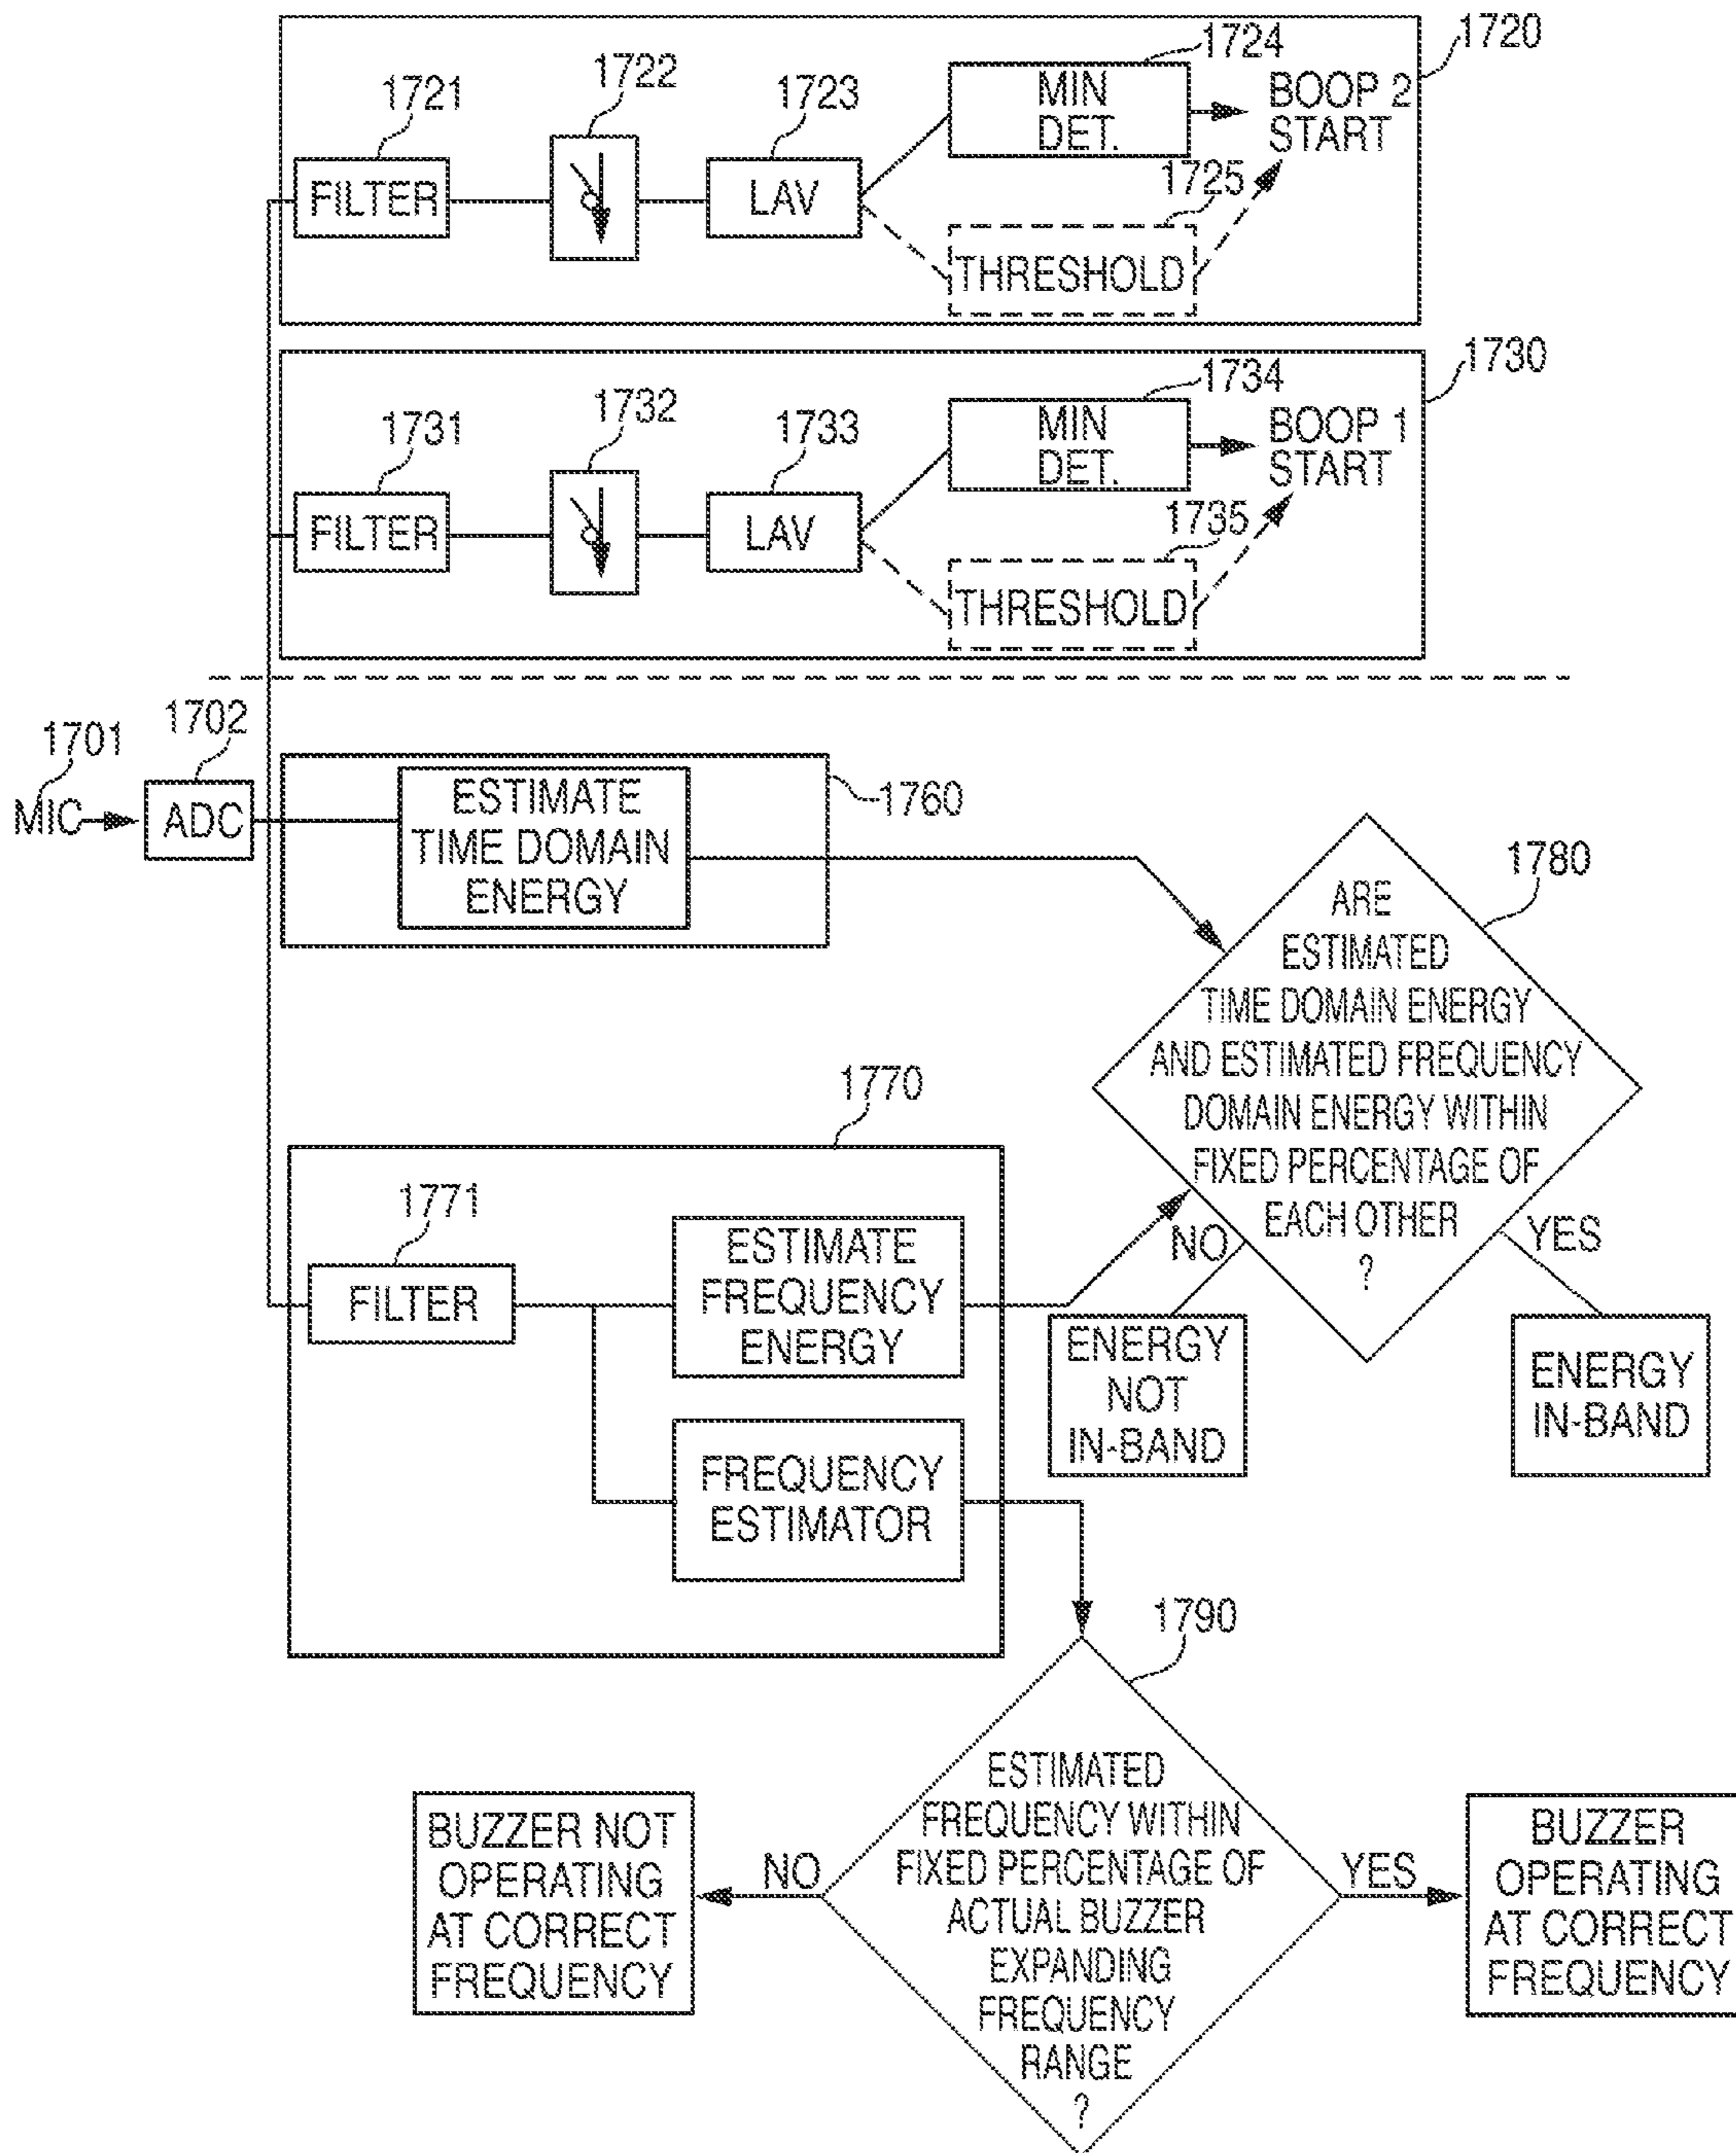 1720
1724
1722
1721
1723
MIN
DET.
BOOP 2
START
FILTER
LAV
1725
THRESHOLD
1730
1734
1732
1731
1733
MIN
DET.
BOOP 1
START
FILTER
LAV
1735
THRESHOLD
1702
1701
MIC
ADC
ESTIMATE
TIME DOMAIN
ENERGY
1760
1780
ARE
ESTIMATED
TIME DOMAIN ENERGY
AND ESTIMATED FREQUENCY
DOMAIN ENERGY WITHIN
FIXED PERCENTAGE OF
EACH OTHER
?
NO
YES
ENERGY
NOT
IN-BAND
ENERGY
IN-BAND
1770
1771
FILTER
ESTIMATE
FREQUENCY
ENERGY
FREQUENCY
ESTIMATOR
1790
ESTIMATED
FREQUENCY WITHIN
FIXED PERCENTAGE OF
ACTUAL BUZZER
EXPANDING
FREQUENCY
RANGE
?
NO
YES
BUZZER NOT
OPERATING
AT CORRECT
FREQUENCY
BUZZER
OPERATING
AT CORRECT
FREQUENCY